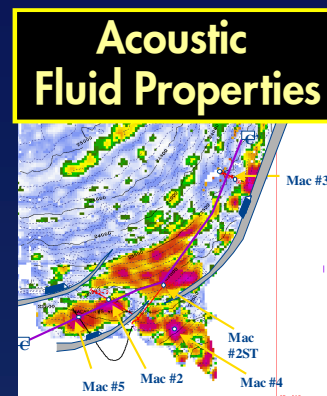 Acoustic
Fluid Properties
C
Mac #3
Mac
#2ST
Mac #4
Mac #2
Mac #5
C